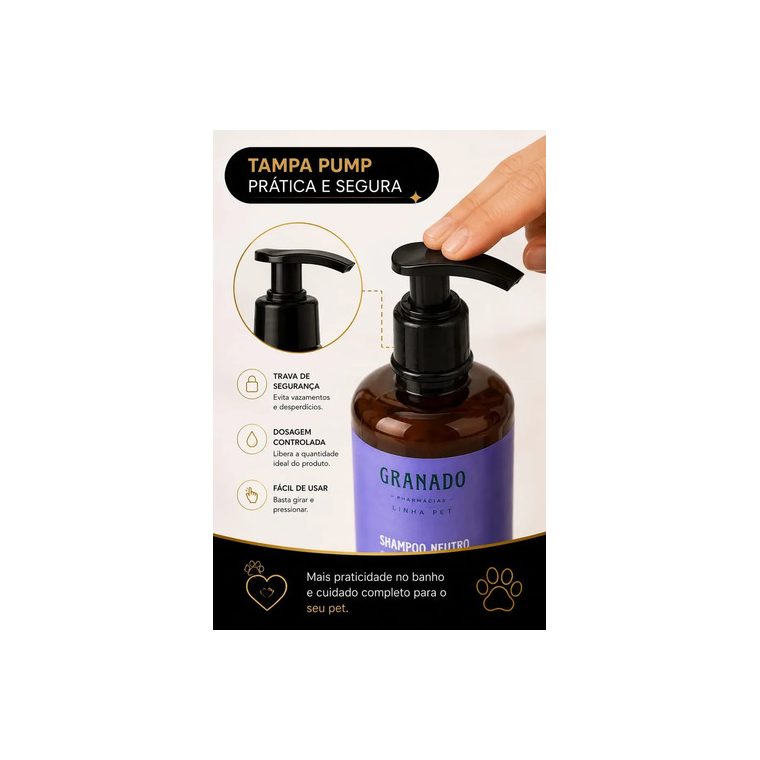 TAMPA PUMP
PRÁTICA E SEGURA
TRAVA DE
SEGURANÇA
Evita vazamentos
e desperdícios.
DOSAGEM
CONTROLADA
Libera a quantidade
ideal do produto.
FÁCIL DE USAR
Basta girar e
pressionar.
GRANADO
PHARMÁCIAS
LINHA PET
SHAMPOO NEUTRO
Mais praticidade no banho
e cuidado completo para o
seu pet.